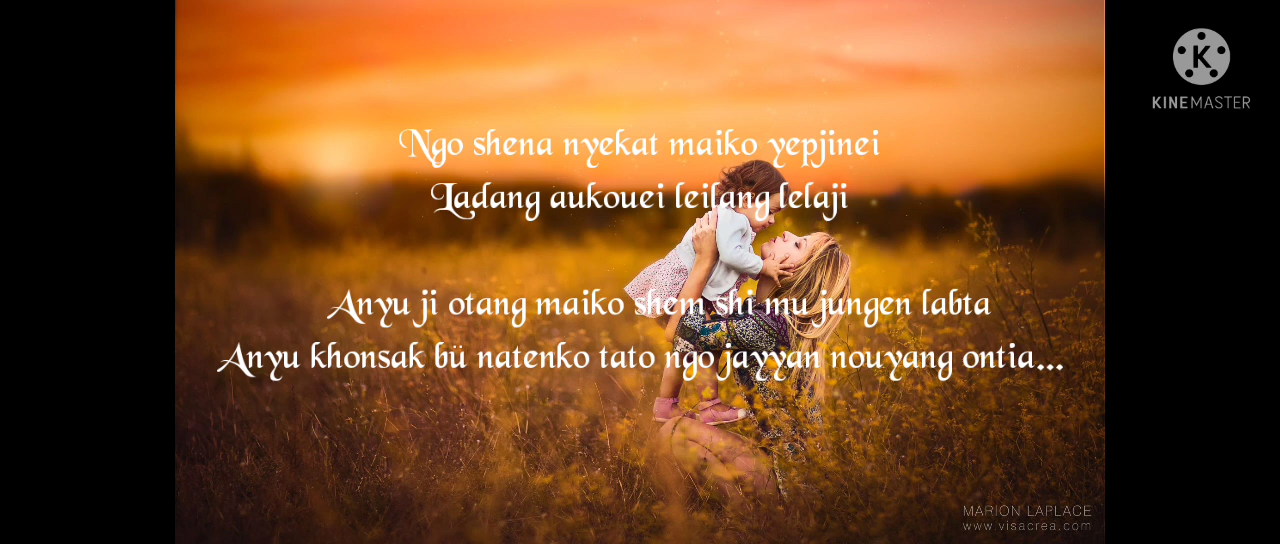 KINEMASTER
Ngo shena nyekat maiko yepjinei
Ladang aukouei leilang lelaji
Anyu ji otang maiko shem shi mu jungen labta
Anyu khonsak bü natenko tato ngo jayyan nouyang ontia...
MARION LAPLACE
www.visacrea.com